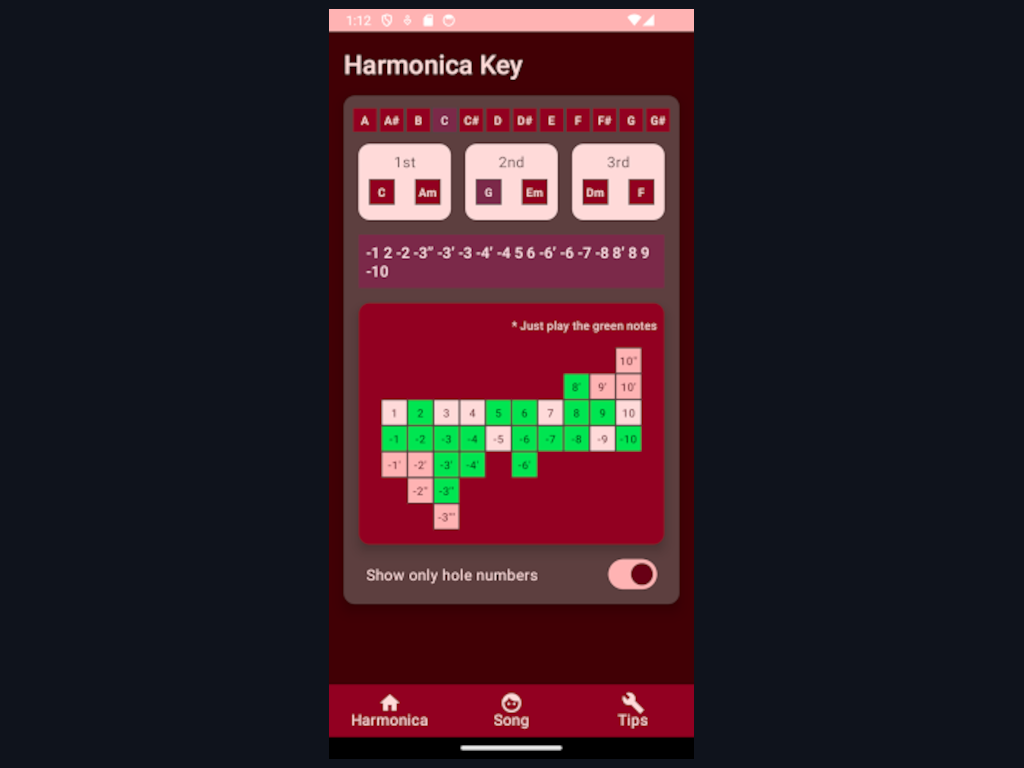 1:12
Harmonica Key
A A# B C C# D D# E F F# G G#
1st 2nd 3rd
C Am G Em Dm F
-1 2 -2 -3” -3’ -3 -4’ -4 5 6 -6’ -6 -7 -8 8’ 8 9
-10
* Just play the green notes
10"
8' 9' 10'
1 2 3 4 5 6 7 8 9 10
-1 -2 -3 -4 -5 -6 -7 -8 -9 -10
-1' -2' -3' -4' -6'
-2" -3"
-3"'
Show only hole numbers
Harmonica Song Tips